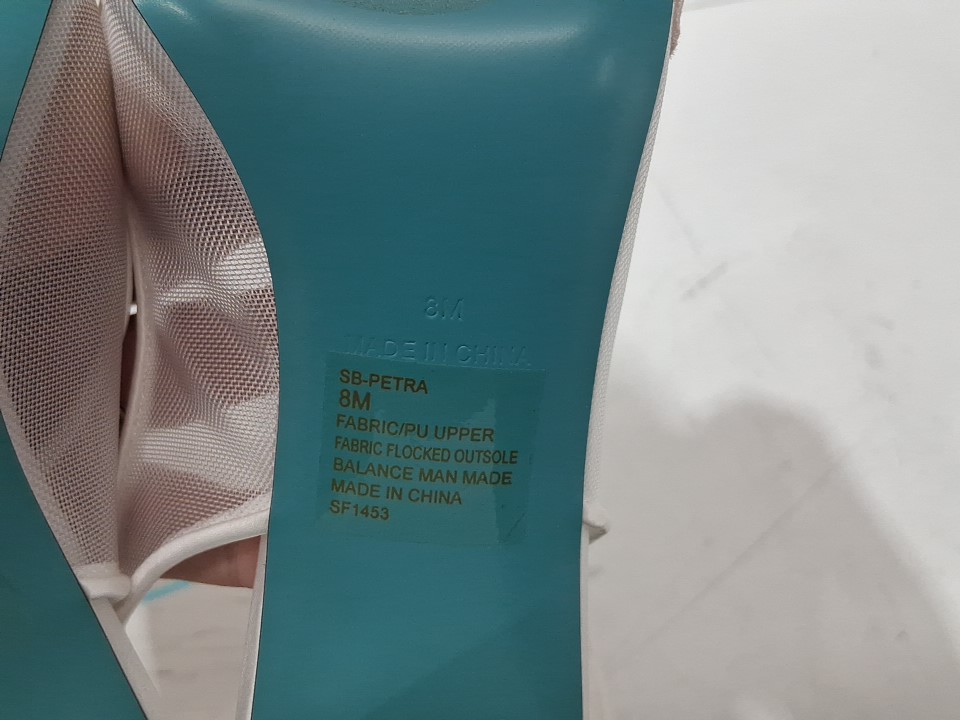 8M
MADE IN CHINA
SB-PETRA
8M
FABRIC/PU UPPER
FABRIC FLOCKED OUTSOLE
BALANCE MAN MADE
MADE IN CHINA
SF1453